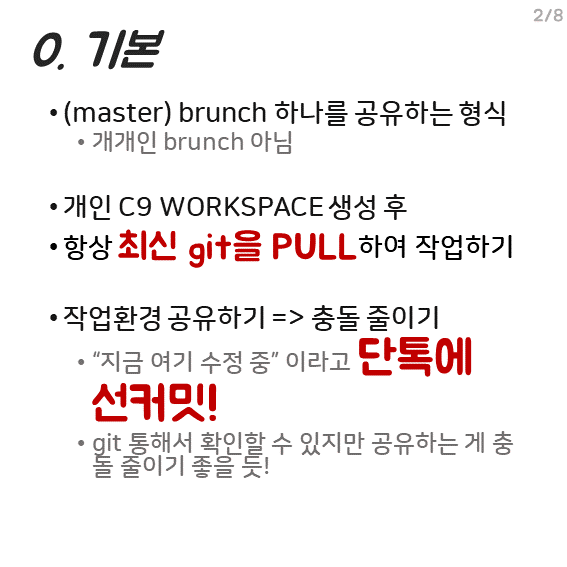 2/8
0. 기본
• (master) brunch 하나를 공유하는 형식
• 개개인 brunch 아님
• 개인 C9 WORKSPACE 생성 후
• 항상 최신 git을 PULL하여 작업하기
• 작업환경 공유하기 => 충돌 줄이기
• “지금 여기 수정 중” 이라고 단톡에
선커밋!
• git 통해서 확인할 수 있지만 공유하는 게 충
돌 줄이기 좋을 듯!